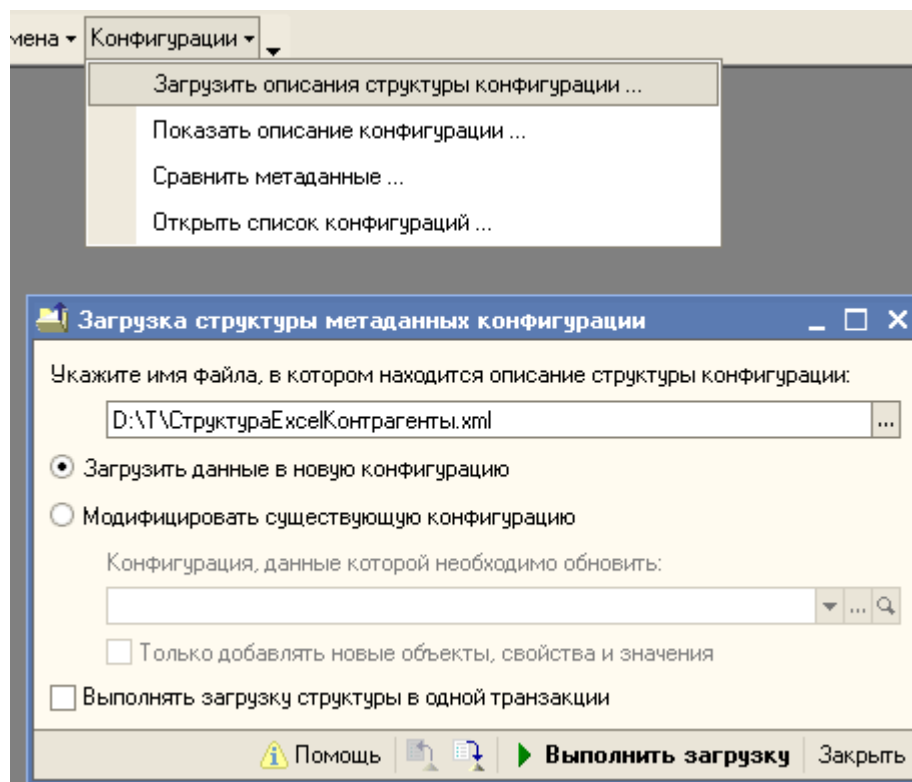 мена Конфигурации
Загрузить описания структуры конфигурации ...
Показать описание конфигурации ...
Сравнить метаданные ...
Открыть список конфигураций ...
Загрузка структуры метаданных конфигурации
Укажите имя файла, в котором находится описание структуры конфигурации:
D:\T\СтруктураExcelКонтрагенты.xml ...
Загрузить данные в новую конфигурацию
Модифицировать существующую конфигурацию
Конфигурация, данные которой необходимо обновить:
...
Только добавлять новые объекты, свойства и значения
Выполнять загрузку структуры в одной транзакции
Помощь Выполнить загрузку Закрыть